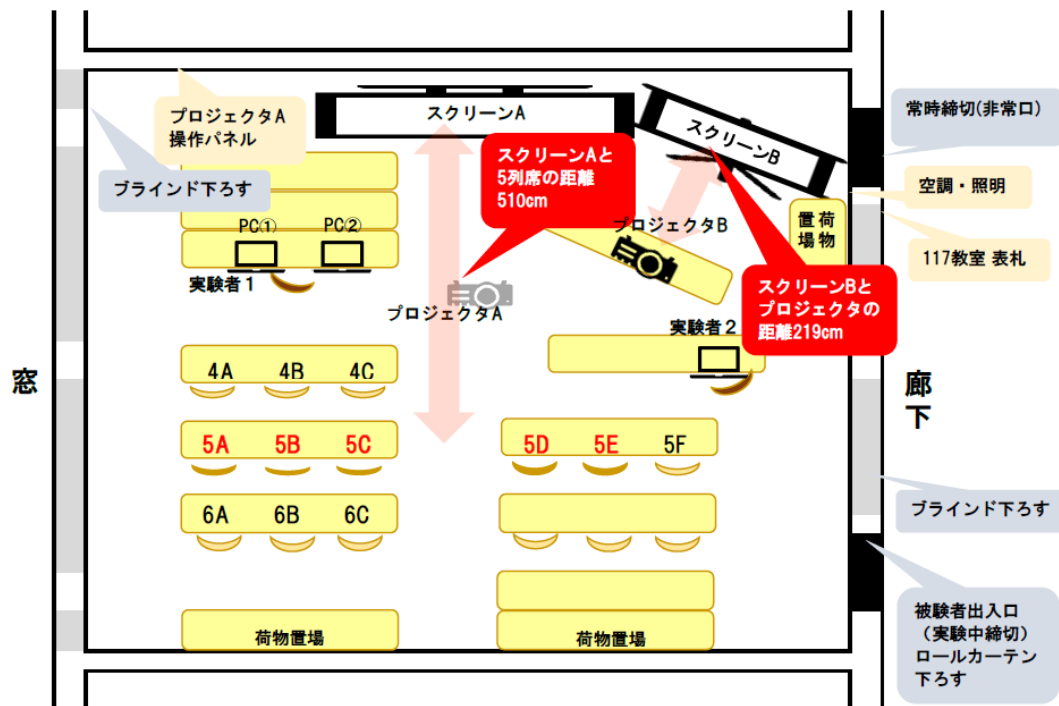 スクリーンA
スクリーンB
プロジェクタA
操作パネル
ブラインド下ろす
常時締切(非常口)
空調・照明
117教室 表札
スクリーンAと
5列席の距離
510cm
プロジェクタB
荷物
置場
PC①
PC②
実験者1
プロジェクタA
スクリーンBと
プロジェクタの
距離219cm
実験者2
窓
廊下
4A 4B 4C
5A 5B 5C
5D 5E 5F
6A 6B 6C
ブラインド下ろす
被験者出入口
(実験中締切)
ロールカーテン
下ろす
荷物置場
荷物置場